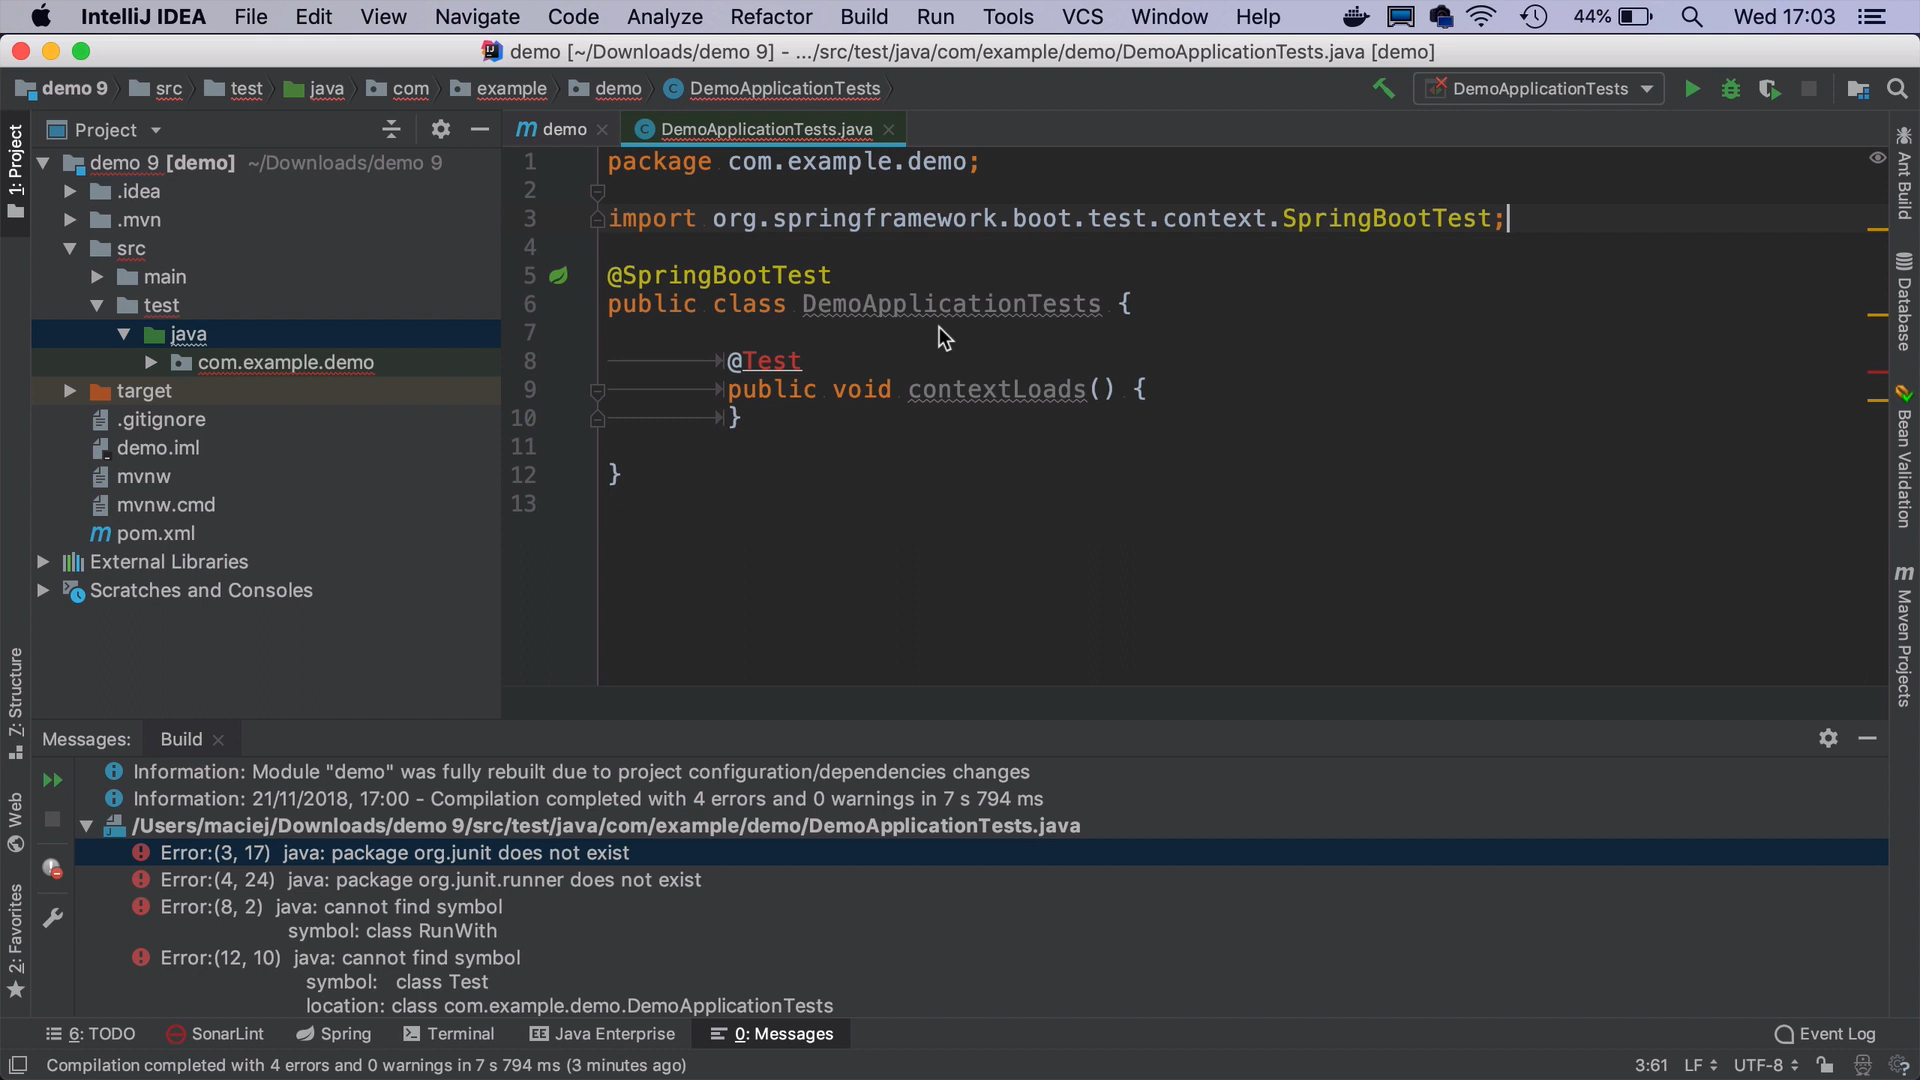 IntelliJ IDEA File Edit View Navigate Code Analyze Refactor Build Run Tools VCS Window Help 44% Wed 17:03
demo [~/Downloads/demo 9] - .../src/test/java/com/example/demo/DemoApplicationTests.java [demo]
demo 9 src test java com example demo DemoApplicationTests DemoApplicationTests
Project m demo DemoApplicationTests.java
demo 9 [demo] ~/Downloads/demo 9
.idea
.mvn
src
main
test
java
com.example.demo
target
.gitignore
demo.iml
mvnw
mvnw.cmd
m pom.xml
External Libraries
Scratches and Consoles
1 package com.example.demo;
2
3 import org.springframework.boot.test.context.SpringBootTest;
4
5 @SpringBootTest
6 public class DemoApplicationTests {
7
8 @Test
9 public void contextLoads() {
10 }
11
12 }
13
1: Project
Z: Structure
Web
2: Favorites
Ant Build
Database
Bean Validation
m Maven Projects
Messages: Build
Information: Module "demo" was fully rebuilt due to project configuration/dependencies changes
Information: 21/11/2018, 17:00 - Compilation completed with 4 errors and 0 warnings in 7 s 794 ms
/Users/maciej/Downloads/demo 9/src/test/java/com/example/demo/DemoApplicationTests.java
Error:(3, 17) java: package org.junit does not exist
Error:(4, 24) java: package org.junit.runner does not exist
Error:(8, 2) java: cannot find symbol
symbol: class RunWith
Error:(12, 10) java: cannot find symbol
symbol: class Test
location: class com.example.demo.DemoApplicationTests
6: TODO SonarLint Spring Terminal Java Enterprise 0: Messages Event Log
Compilation completed with 4 errors and 0 warnings in 7 s 794 ms (3 minutes ago) 3:61 LF UTF-8